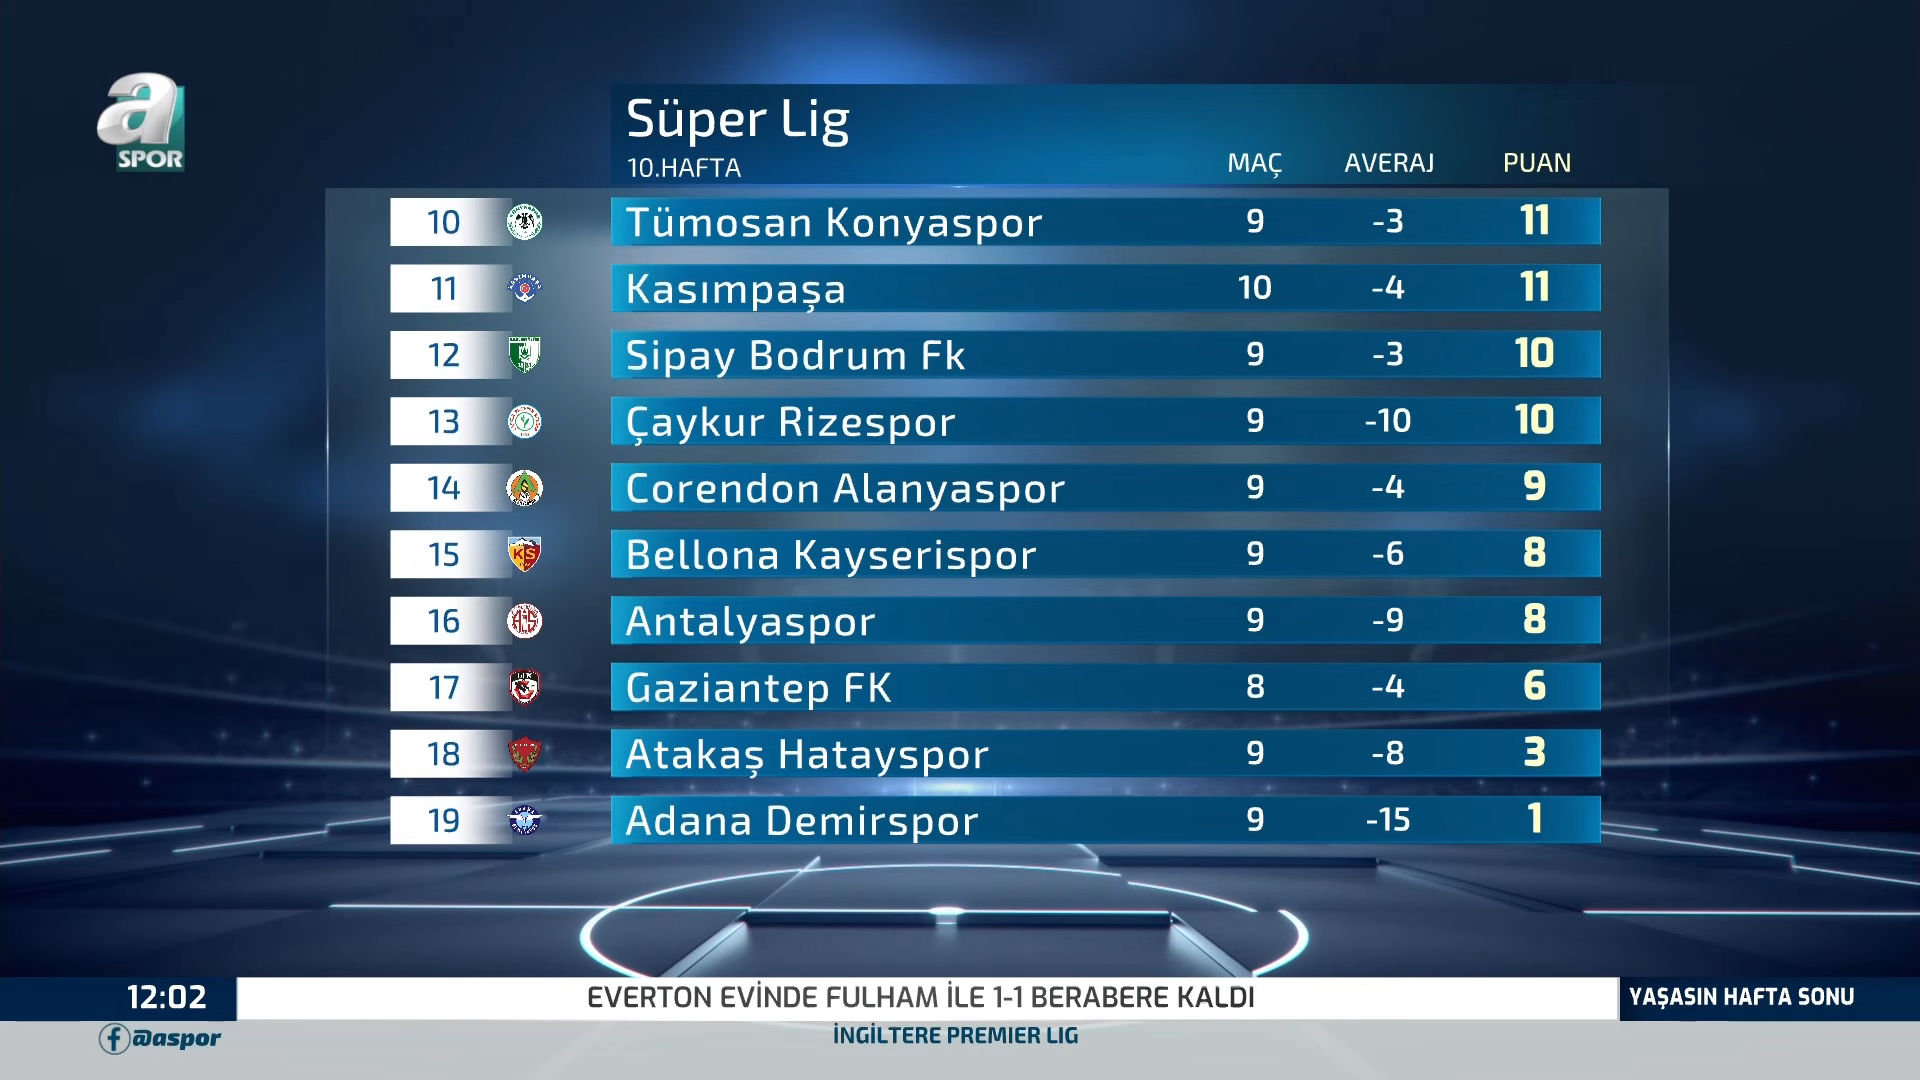 a
SPOR
Süper Lig
10.HAFTA MAÇ AVERAJ PUAN
10 Tümosan Konyaspor 9 -3 11
11 Kasımpaşa 10 -4 11
12 Sipay Bodrum Fk 9 -3 10
13 Çaykur Rizespor 9 -10 10
14 Corendon Alanyaspor 9 -4 9
15 KS Bellona Kayserispor 9 -6 8
16 Antalyaspor 9 -9 8
17 Gaziantep FK 8 -4 6
18 Atakaş Hatayspor 9 -8 3
19 Adana Demirspor 9 -15 1
12:02 EVERTON EVİNDE FULHAM İLE 1-1 BERABERE KALDI YAŞASIN HAFTA SONU
f @aspor İNGİLTERE PREMIER LIG